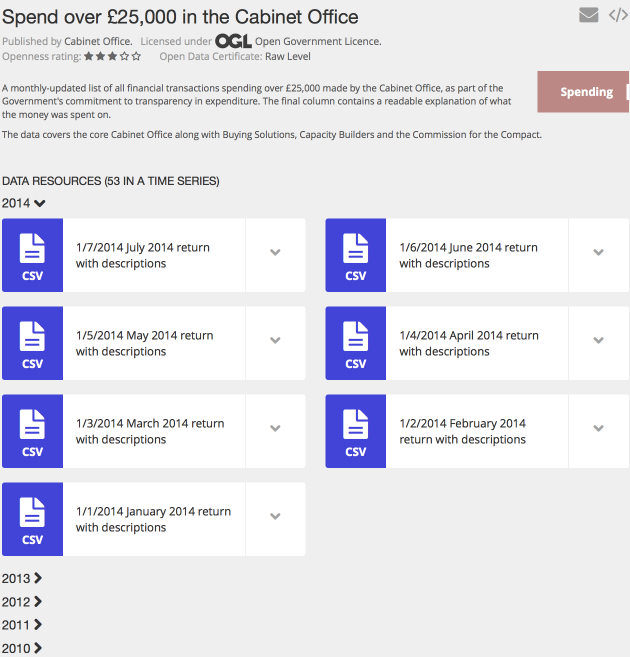 Spend over £25,000 in the Cabinet Office
Published by Cabinet Office. Licensed under OGL Open Government Licence.
Openness rating: ★★★☆☆ Open Data Certificate: Raw Level
A monthly-updated list of all financial transactions spending over £25,000 made by the Cabinet Office, as part of the
Government's commitment to transparency in expenditure. The final column contains a readable explanation of what
the money was spent on.
Spending
The data covers the core Cabinet Office along with Buying Solutions, Capacity Builders and the Commission for the Compact.
DATA RESOURCES (53 IN A TIME SERIES)
2014
CSV
1/7/2014 July 2014 return
with descriptions
CSV
1/6/2014 June 2014 return
with descriptions
CSV
1/5/2014 May 2014 return
with descriptions
CSV
1/4/2014 April 2014 return
with descriptions
CSV
1/3/2014 March 2014 return
with descriptions
CSV
1/2/2014 February 2014
return with descriptions
CSV
1/1/2014 January 2014 return
with descriptions
2013
2012
2011
2010